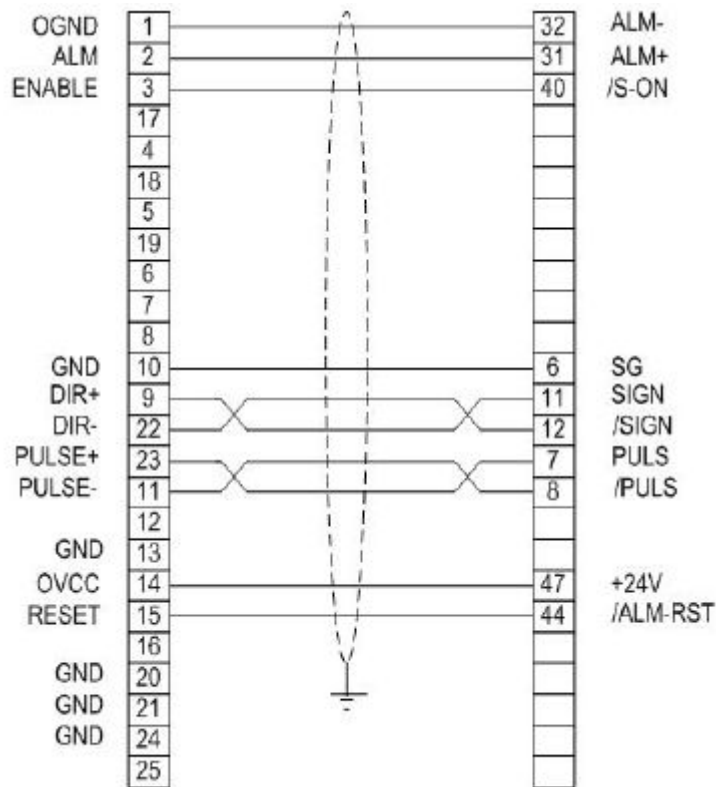 OGND 1 32 ALM-
ALM 2 31 ALM+
ENABLE 3 40 /S-ON
17
4
18
5
19
6
7
8
GND 10 6 SG
DIR+ 9 11 SIGN
DIR- 22 12 /SIGN
PULSE+ 23 7 PULS
PULSE- 11 8 /PULS
12
GND 13
OVCC 14 47 +24V
RESET 15 44 /ALM-RST
16
GND 20
GND 21
GND 24
25